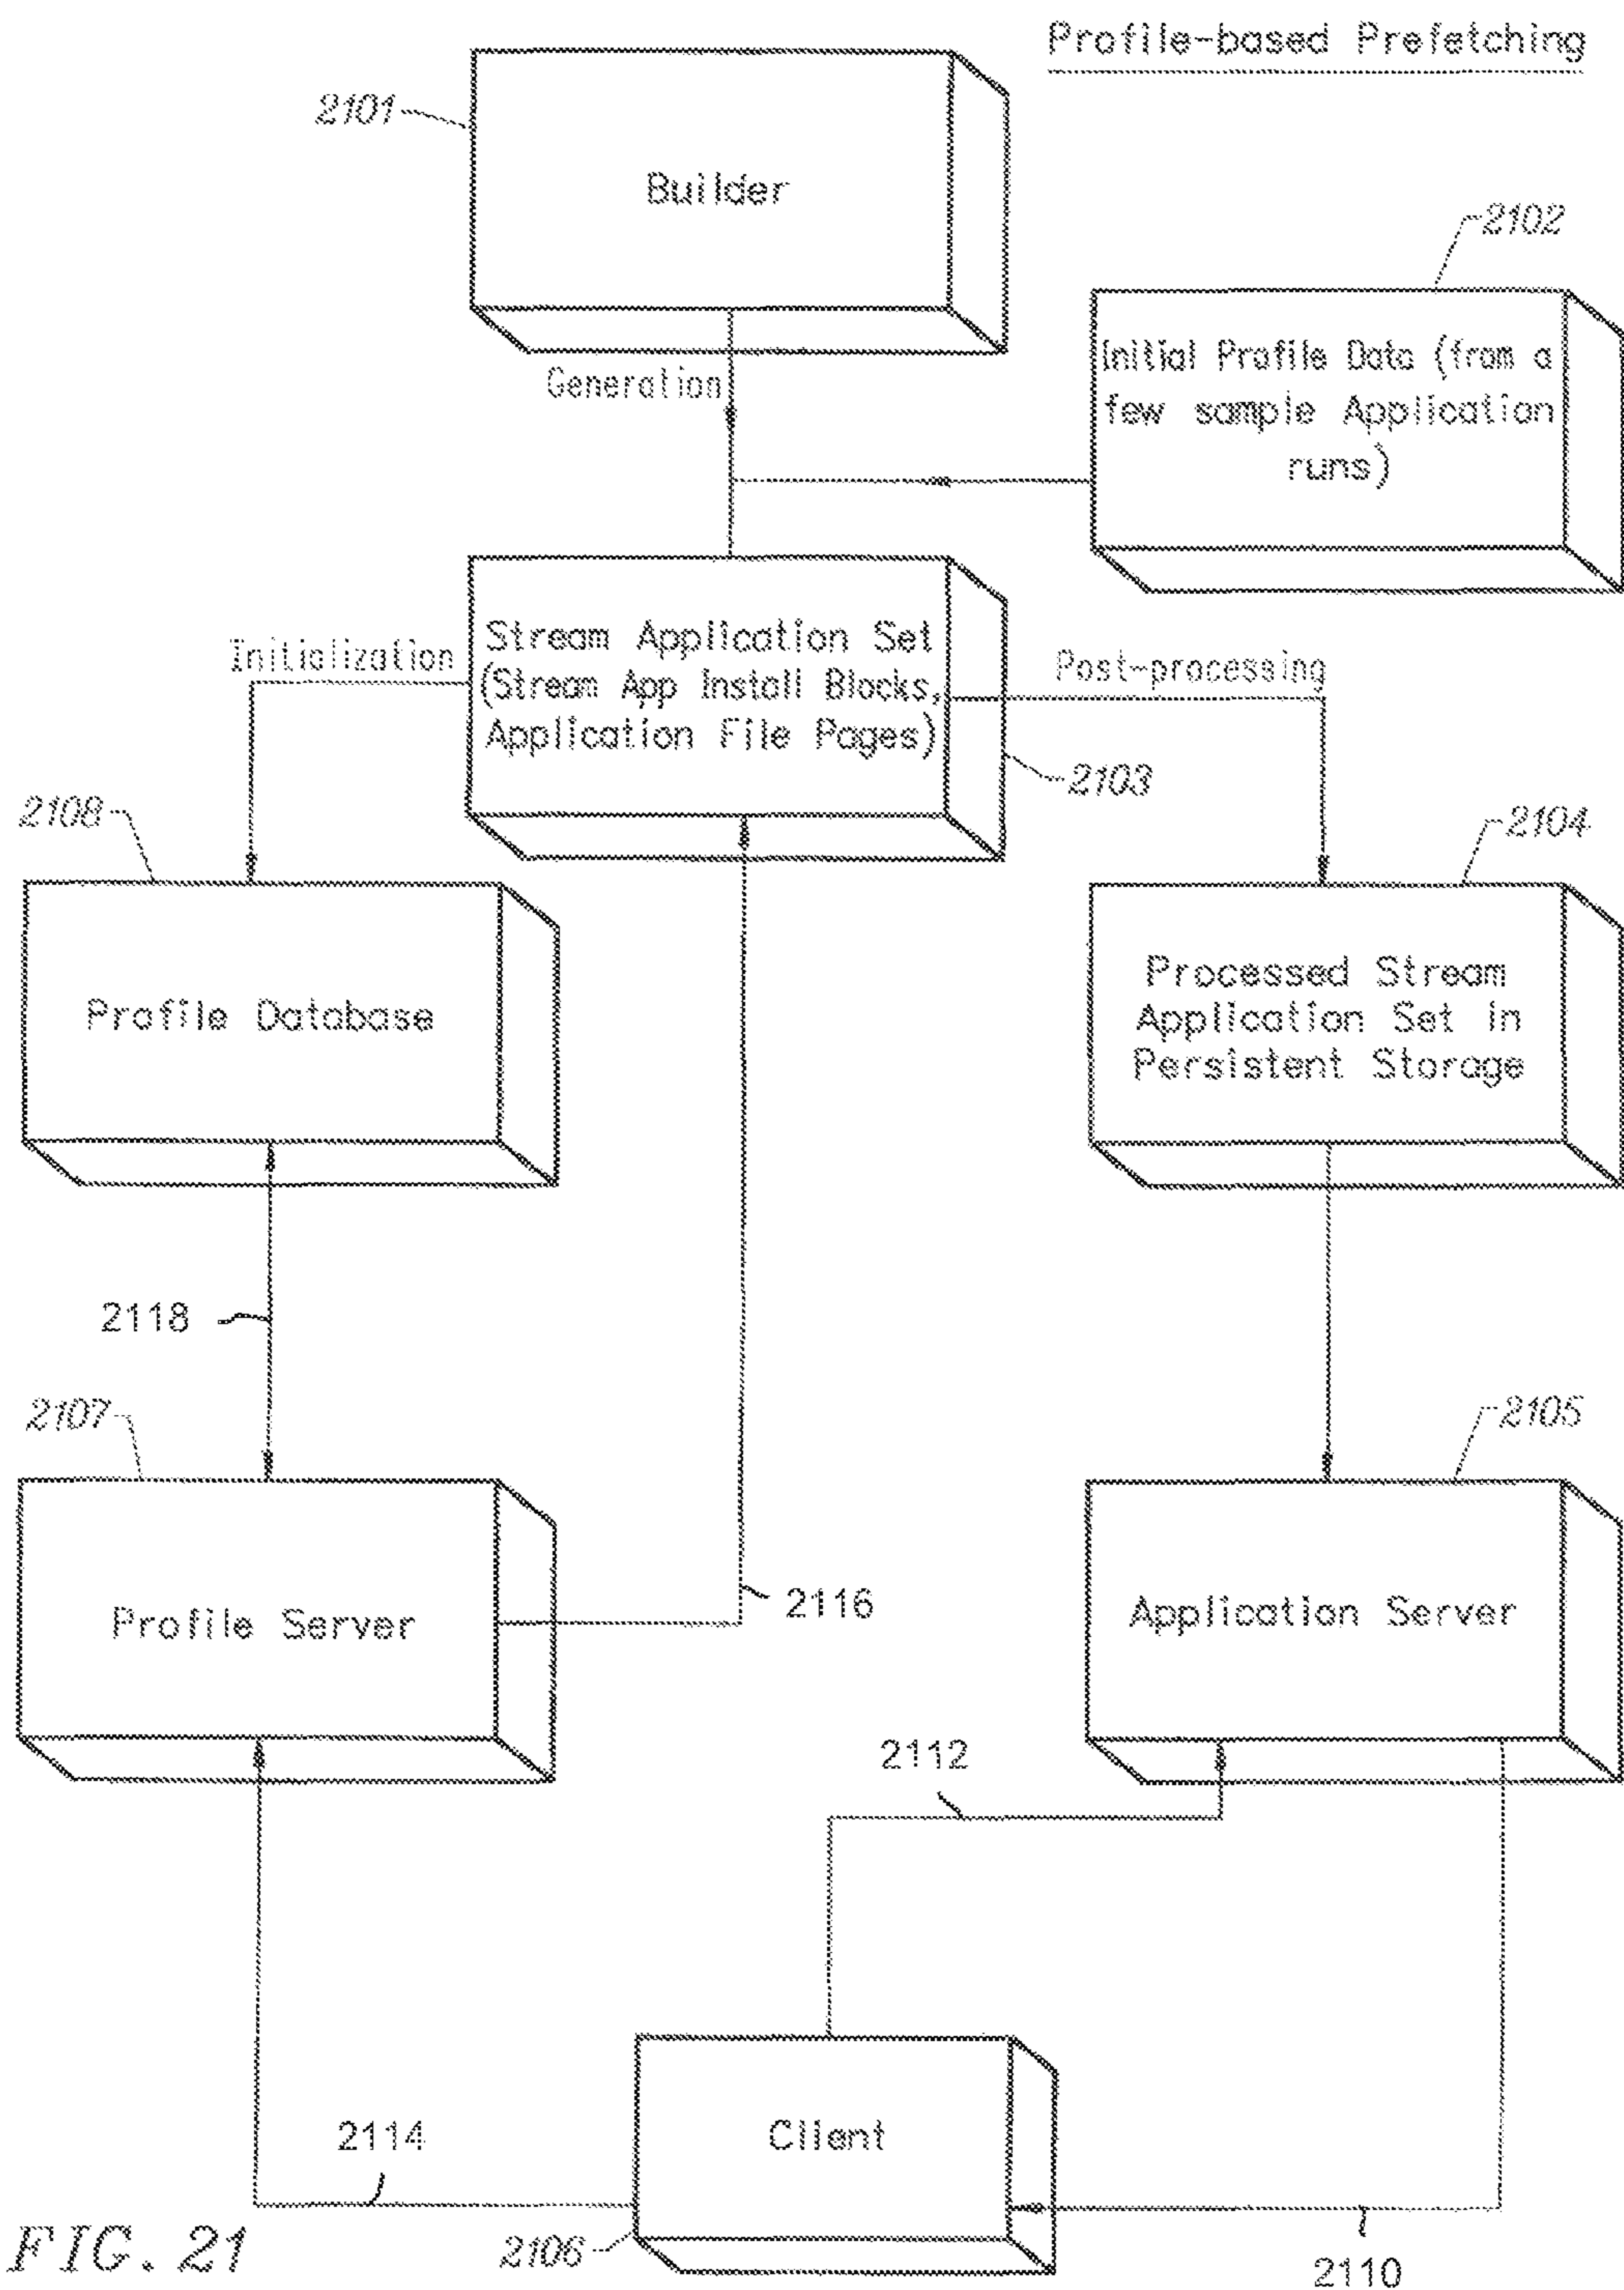 Profile-based Prefetching
2101
Builder
2102
Generation
Initial Profile Data (from a
few sample Application
runs)
Initialization
Stream Application Set
(Stream App Install Blocks,
Application File Pages)
Post-processing
2103
2108
2104
Profile Database
Processed Stream
Application Set in
Persistent Storage
2118
2107
2105
2116
Profile Server
Application Server
2112
2114
Client
FIG. 21
2106
2110